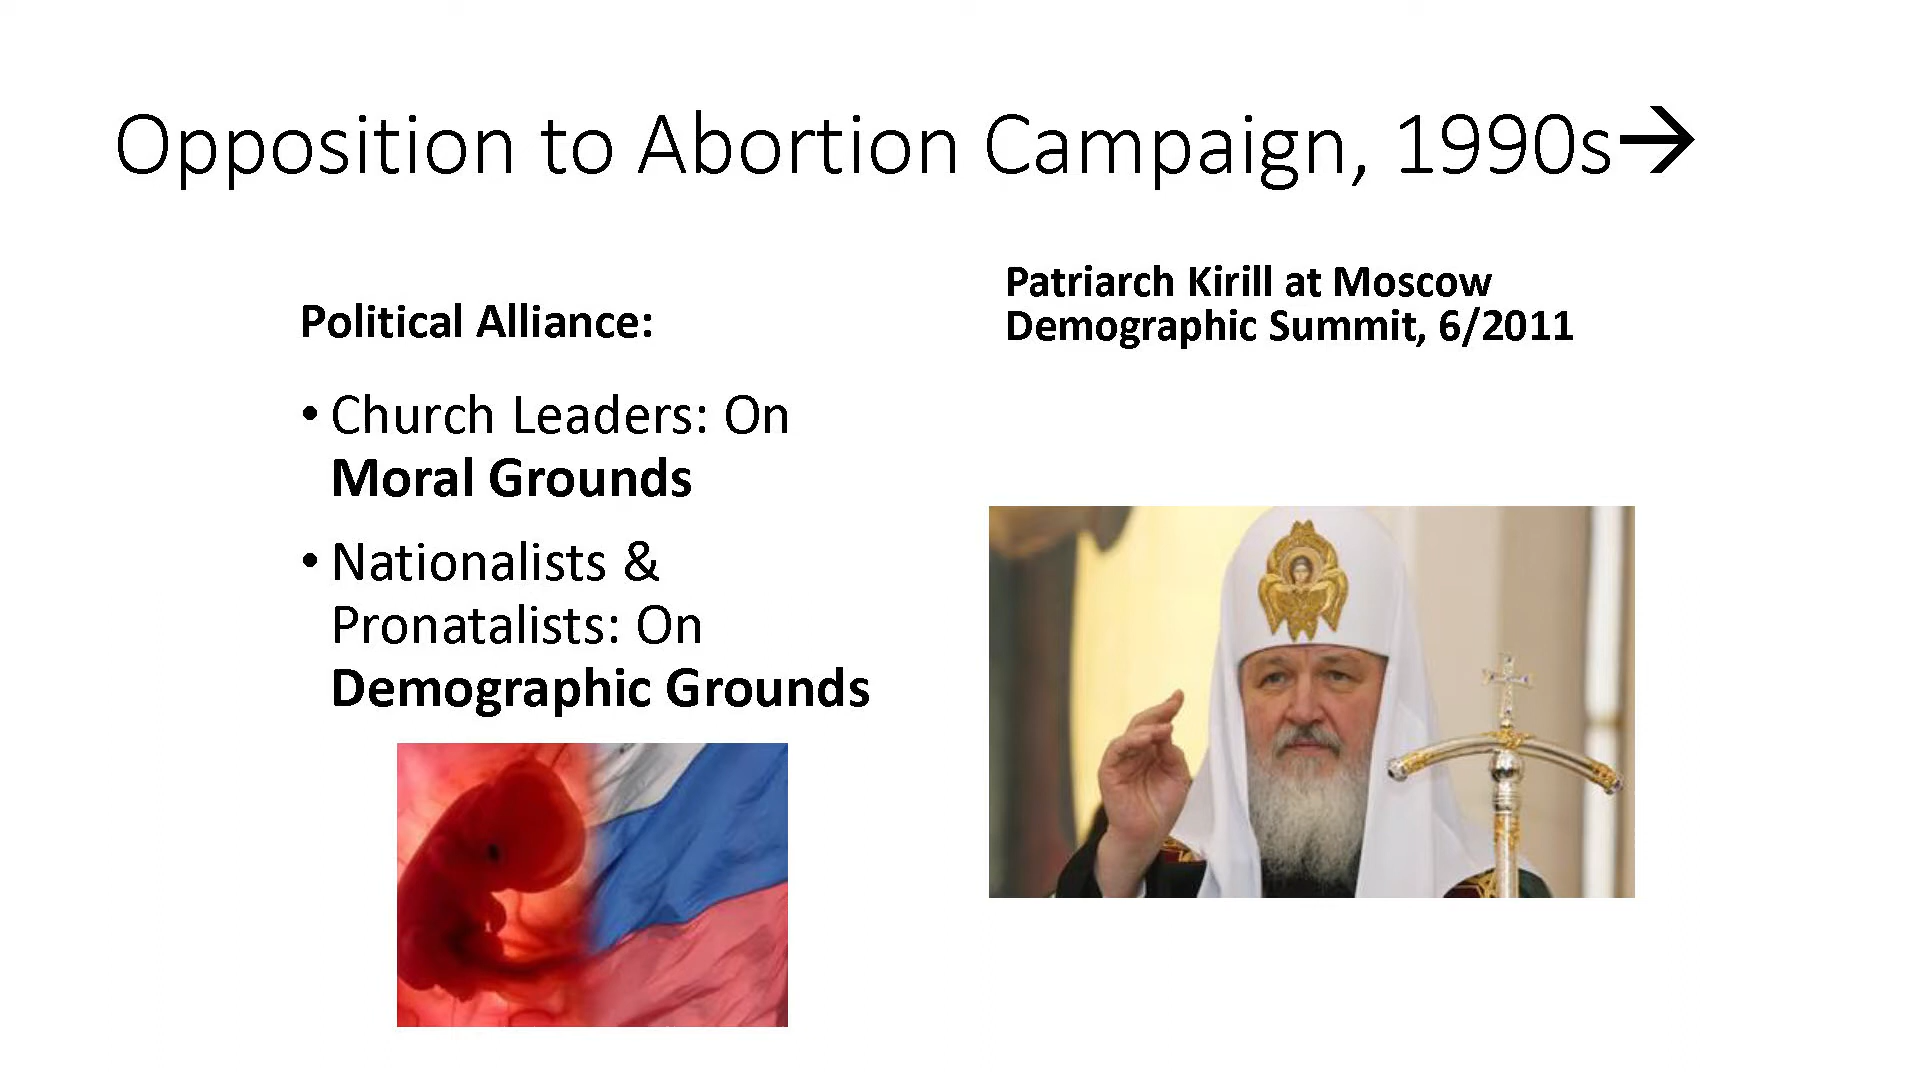 Opposition to Abortion Campaign, 1990s→
Political Alliance:
• Church Leaders: On
Moral Grounds
• Nationalists &
Pronatalists: On
Demographic Grounds
Patriarch Kirill at Moscow
Demographic Summit, 6/2011